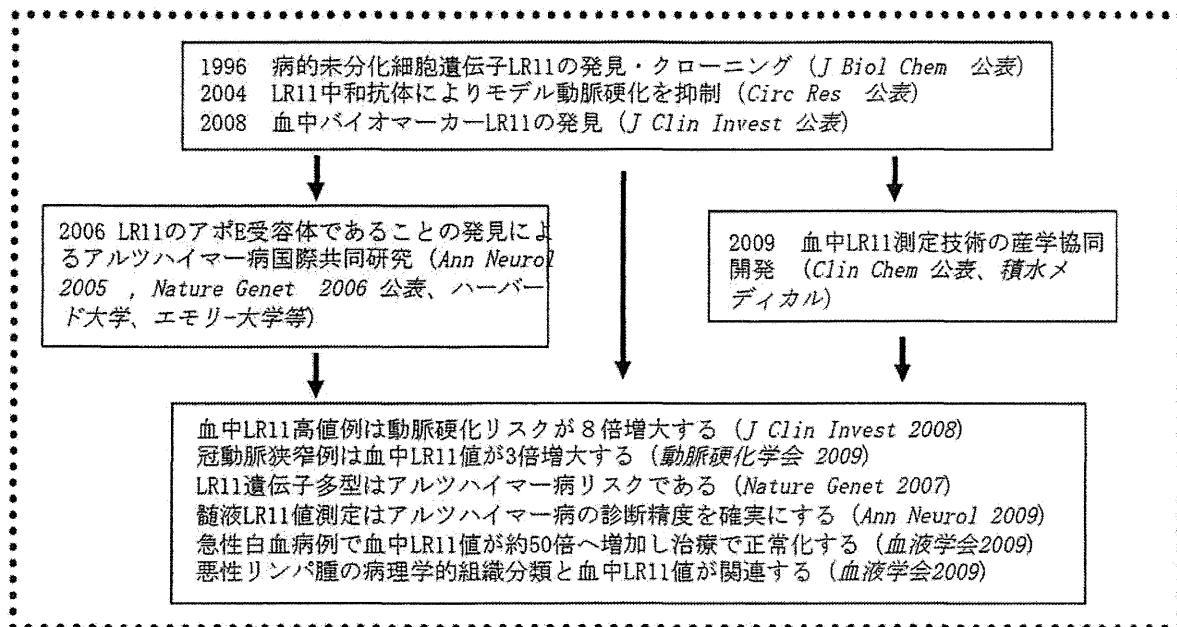 1996 病的未分化細胞遺伝子LR11の発見・クローニング（J Biol Chem 公表）
2004 LR11中和抗体によりモデル動脈硬化を抑制（Circ Res 公表）
2008 血中バイオマーカーLR11の発見（J Clin Invest 公表）
2006 LR11のアポE受容体であることの発見によ
るアルツハイマー病国際共同研究（Ann Neurol
2005 , Nature Genet 2006 公表、ハーバー
ド大学、エモリー大学等）
2009 血中LR11測定技術の産学協同
開発 （Clin Chem 公表、積水メ
ディカル）
血中LR11高値例は動脈硬化リスクが８倍増大する（J Clin Invest 2008）
冠動脈狭窄例は血中LR11値が3倍増大する（動脈硬化学会 2009）
LR11遺伝子多型はアルツハイマー病リスクである（Nature Genet 2007）
髄液LR11値測定はアルツハイマー病の診断精度を確実にする（Ann Neurol 2009）
急性白血病例で血中LR11値が約50倍へ増加し治療で正常化する（血液学会2009）
悪性リンパ腫の病理学的組織分類と血中LR11値が関連する（血液学会2009）